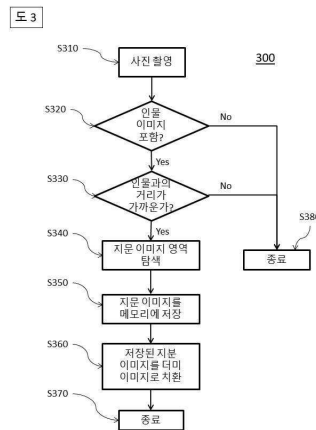 도 3
S310
사진 촬영
300
S320
인물
이미지
포함?
No
Yes
S330
인물과의
거리가
가까운가?
No
Yes
S340
지문 이미지 영역
탐색
S380
종료
S350
지문 이미지를
메모리에 저장
S360
저장된 지분
이미지를 더미
이미지로 치환
S370
종료